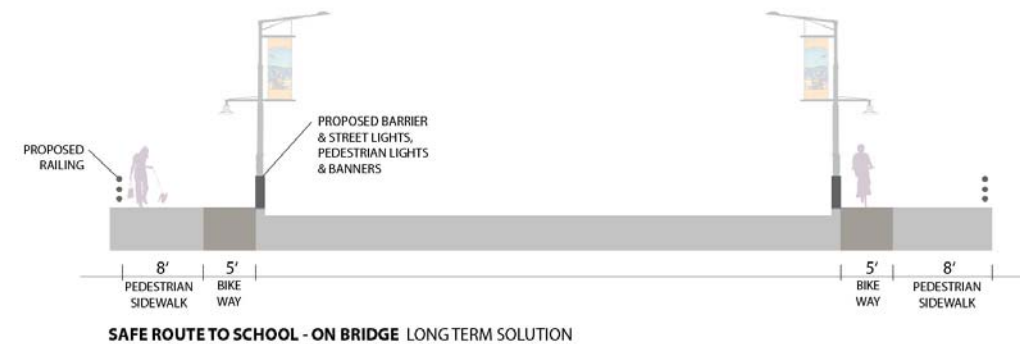 PROPOSED BARRIER
& STREET LIGHTS,
PEDESTRIAN LIGHTS
& BANNERS
PROPOSED
RAILING
8'
PEDESTRIAN
SIDEWALK
5'
BIKE
WAY
5'
BIKE
WAY
8'
PEDESTRIAN
SIDEWALK
SAFE ROUTE TO SCHOOL - ON BRIDGE LONG TERM SOLUTION